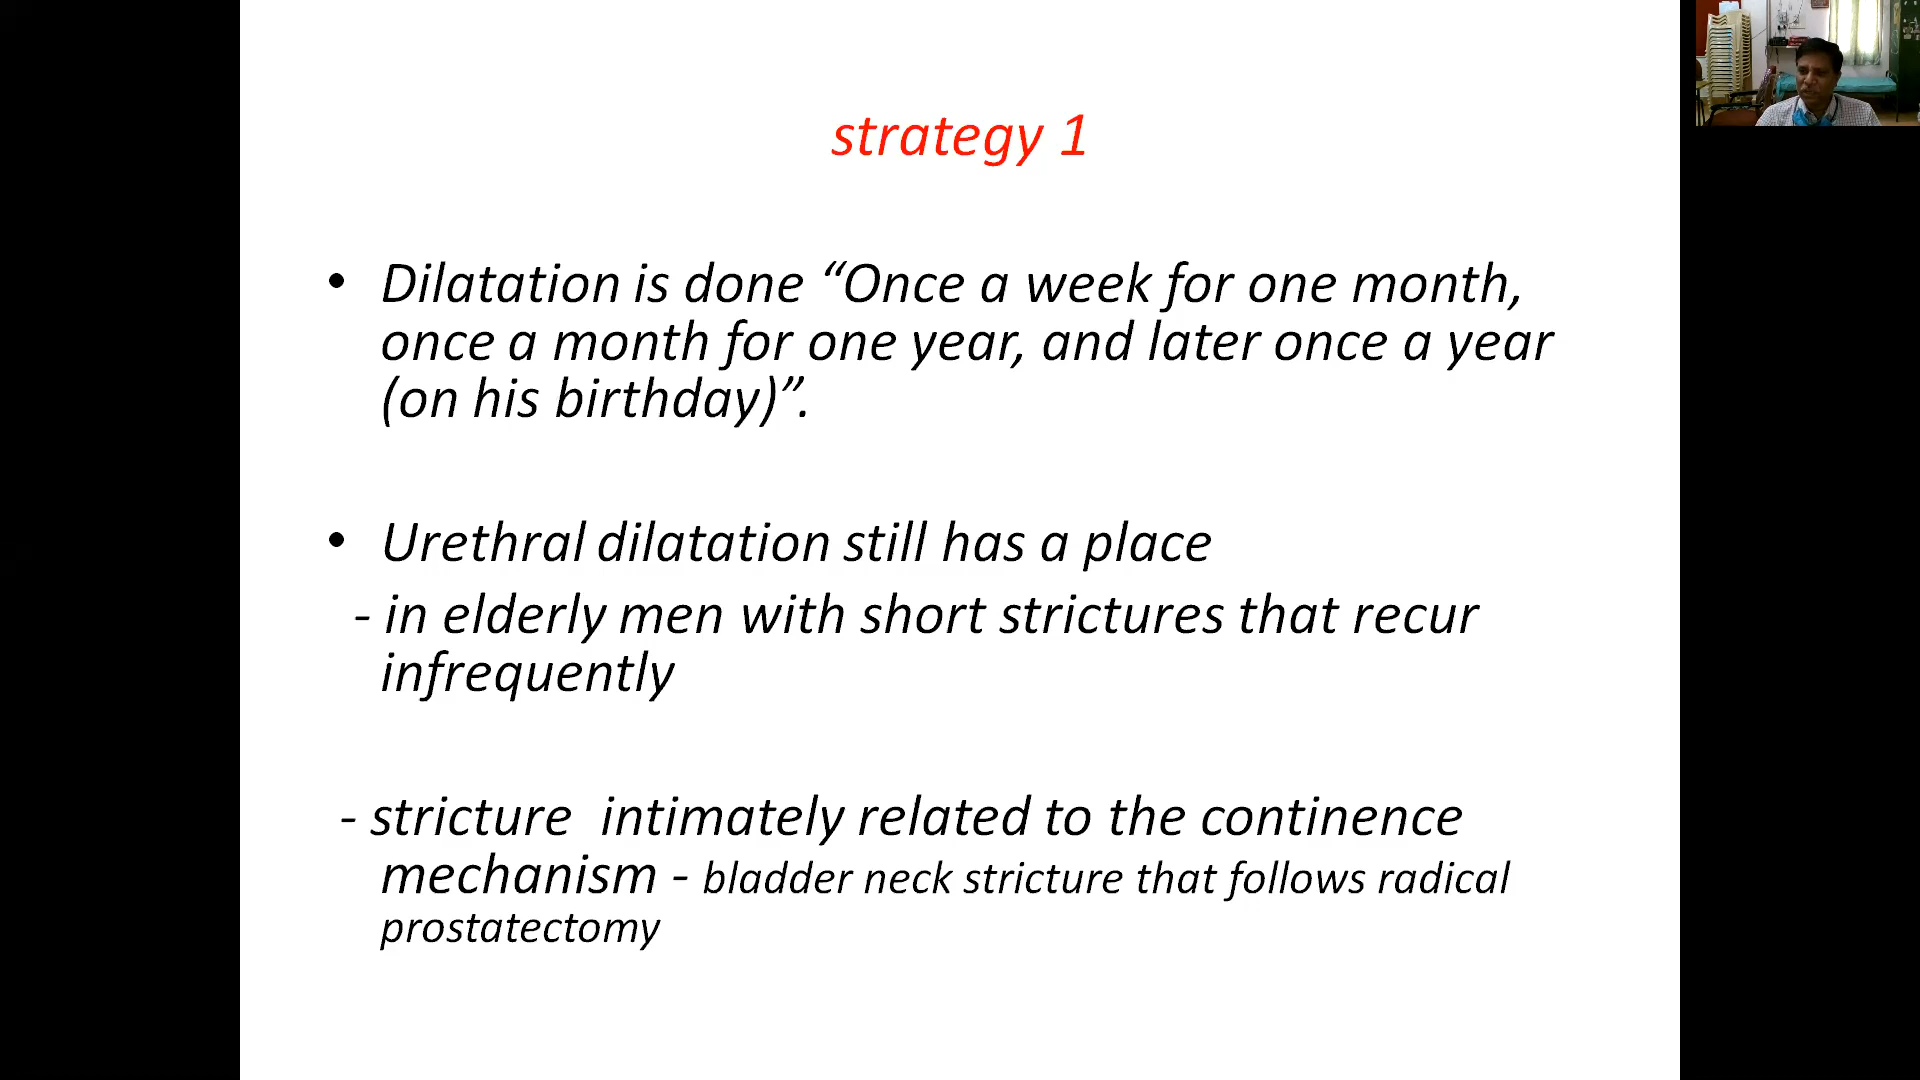 strategy 1
• Dilatation is done “Once a week for one month,
once a month for one year, and later once a year
(on his birthday)”.
• Urethral dilatation still has a place
- in elderly men with short strictures that recur
infrequently
- stricture intimately related to the continence
mechanism - bladder neck stricture that follows radical
prostatectomy